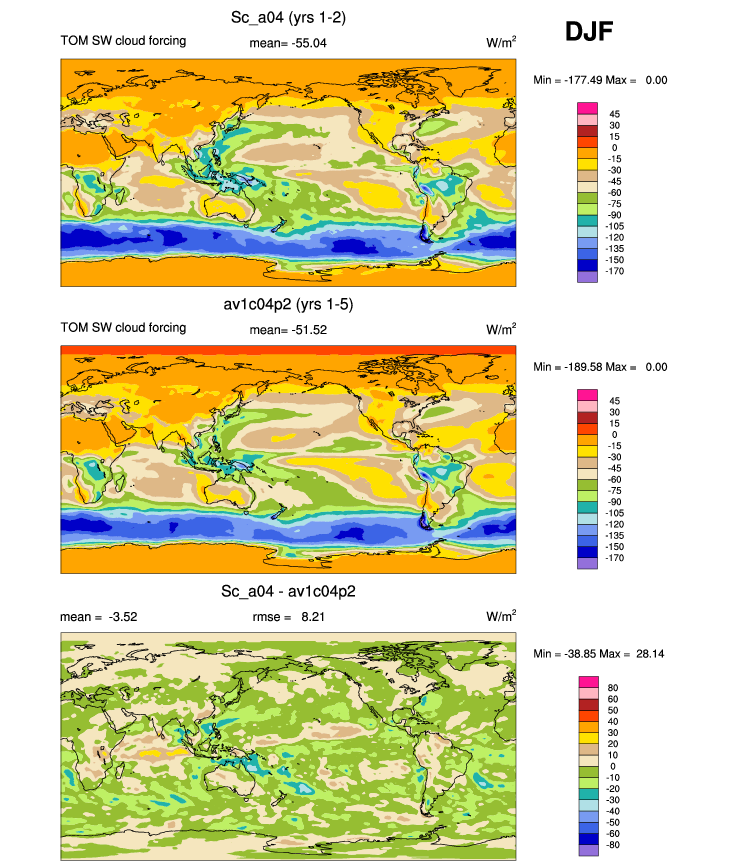 Sc_a04 (yrs 1-2)
DJF
TOM SW cloud forcing
mean= -55.04
W/m2
Min = -177.49 Max = 0.00
45
30
15
0
-15
-30
-45
-60
-75
-90
-105
-120
-135
-150
-170
av1c04p2 (yrs 1-5)
TOM SW cloud forcing
mean= -51.52
W/m2
Min = -189.58 Max = 0.00
45
30
15
0
-15
-30
-45
-60
-75
-90
-105
-120
-135
-150
-170
Sc_a04 - av1c04p2
mean = -3.52
rmse = 8.21
W/m2
Min = -38.85 Max = 28.14
80
60
50
40
30
20
10
0
-10
-20
-30
-40
-50
-60
-80